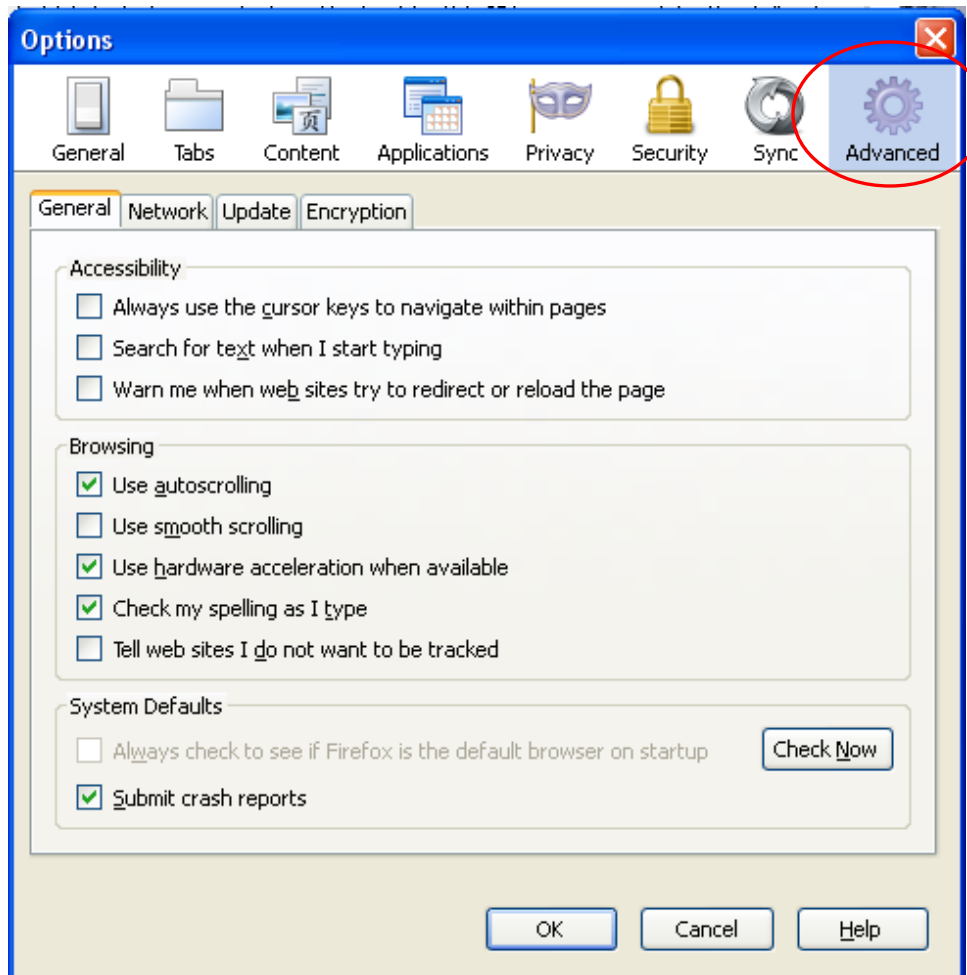 Options
General Tabs Content Applications Privacy Security Sync Advanced
页
General Network Update Encryption
Accessibility
Always use the cursor keys to navigate within pages
Search for text when I start typing
Warn me when web sites try to redirect or reload the page
Browsing
Use autoscrolling
Use smooth scrolling
Use hardware acceleration when available
Check my spelling as I type
Tell web sites I do not want to be tracked
System Defaults
Always check to see if Firefox is the default browser on startup Check Now
Submit crash reports
OK Cancel Help